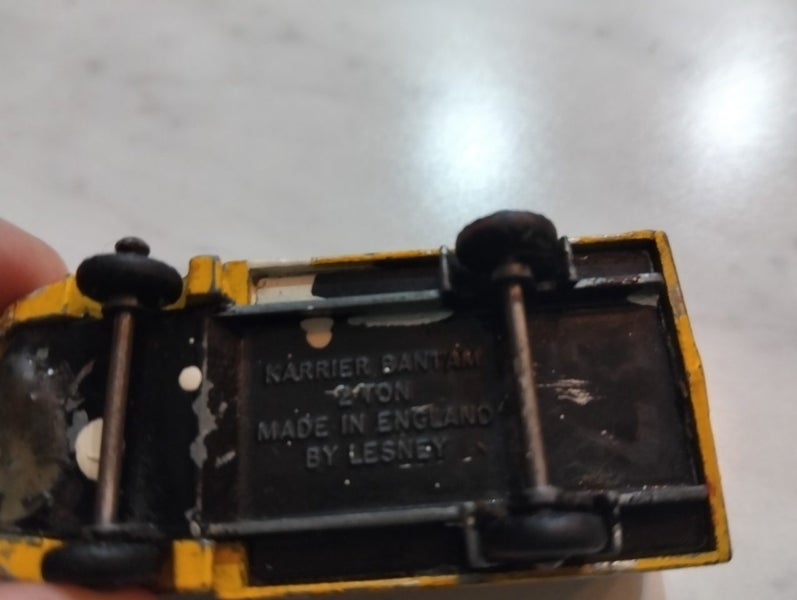 KARRIER BANTAM
2 TON
MADE IN ENGLAND
BY LESNEY